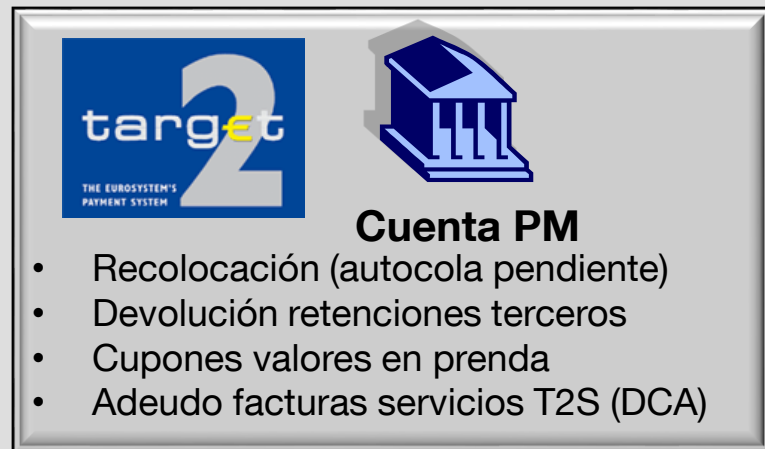 target
2
THE EUROSYSTEM'S
PAYMENT SYSTEM
Cuenta PM
• Recolocación (autocola pendiente)
• Devolución retenciones terceros
• Cupones valores en prenda
• Adeudo facturas servicios T2S (DCA)